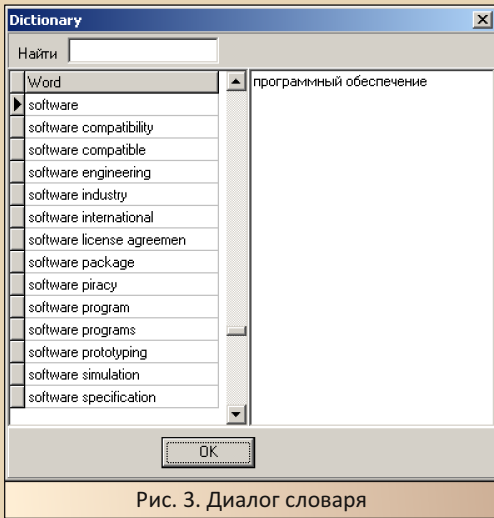 Dictionary
Найти
Word
программный обеспечение
software
software compatibility
software compatible
software engineering
software industry
software international
software license agreemen
software package
software piracy
software program
software programs
software prototyping
software simulation
software specification
OK
Рис. 3. Диалог словаря